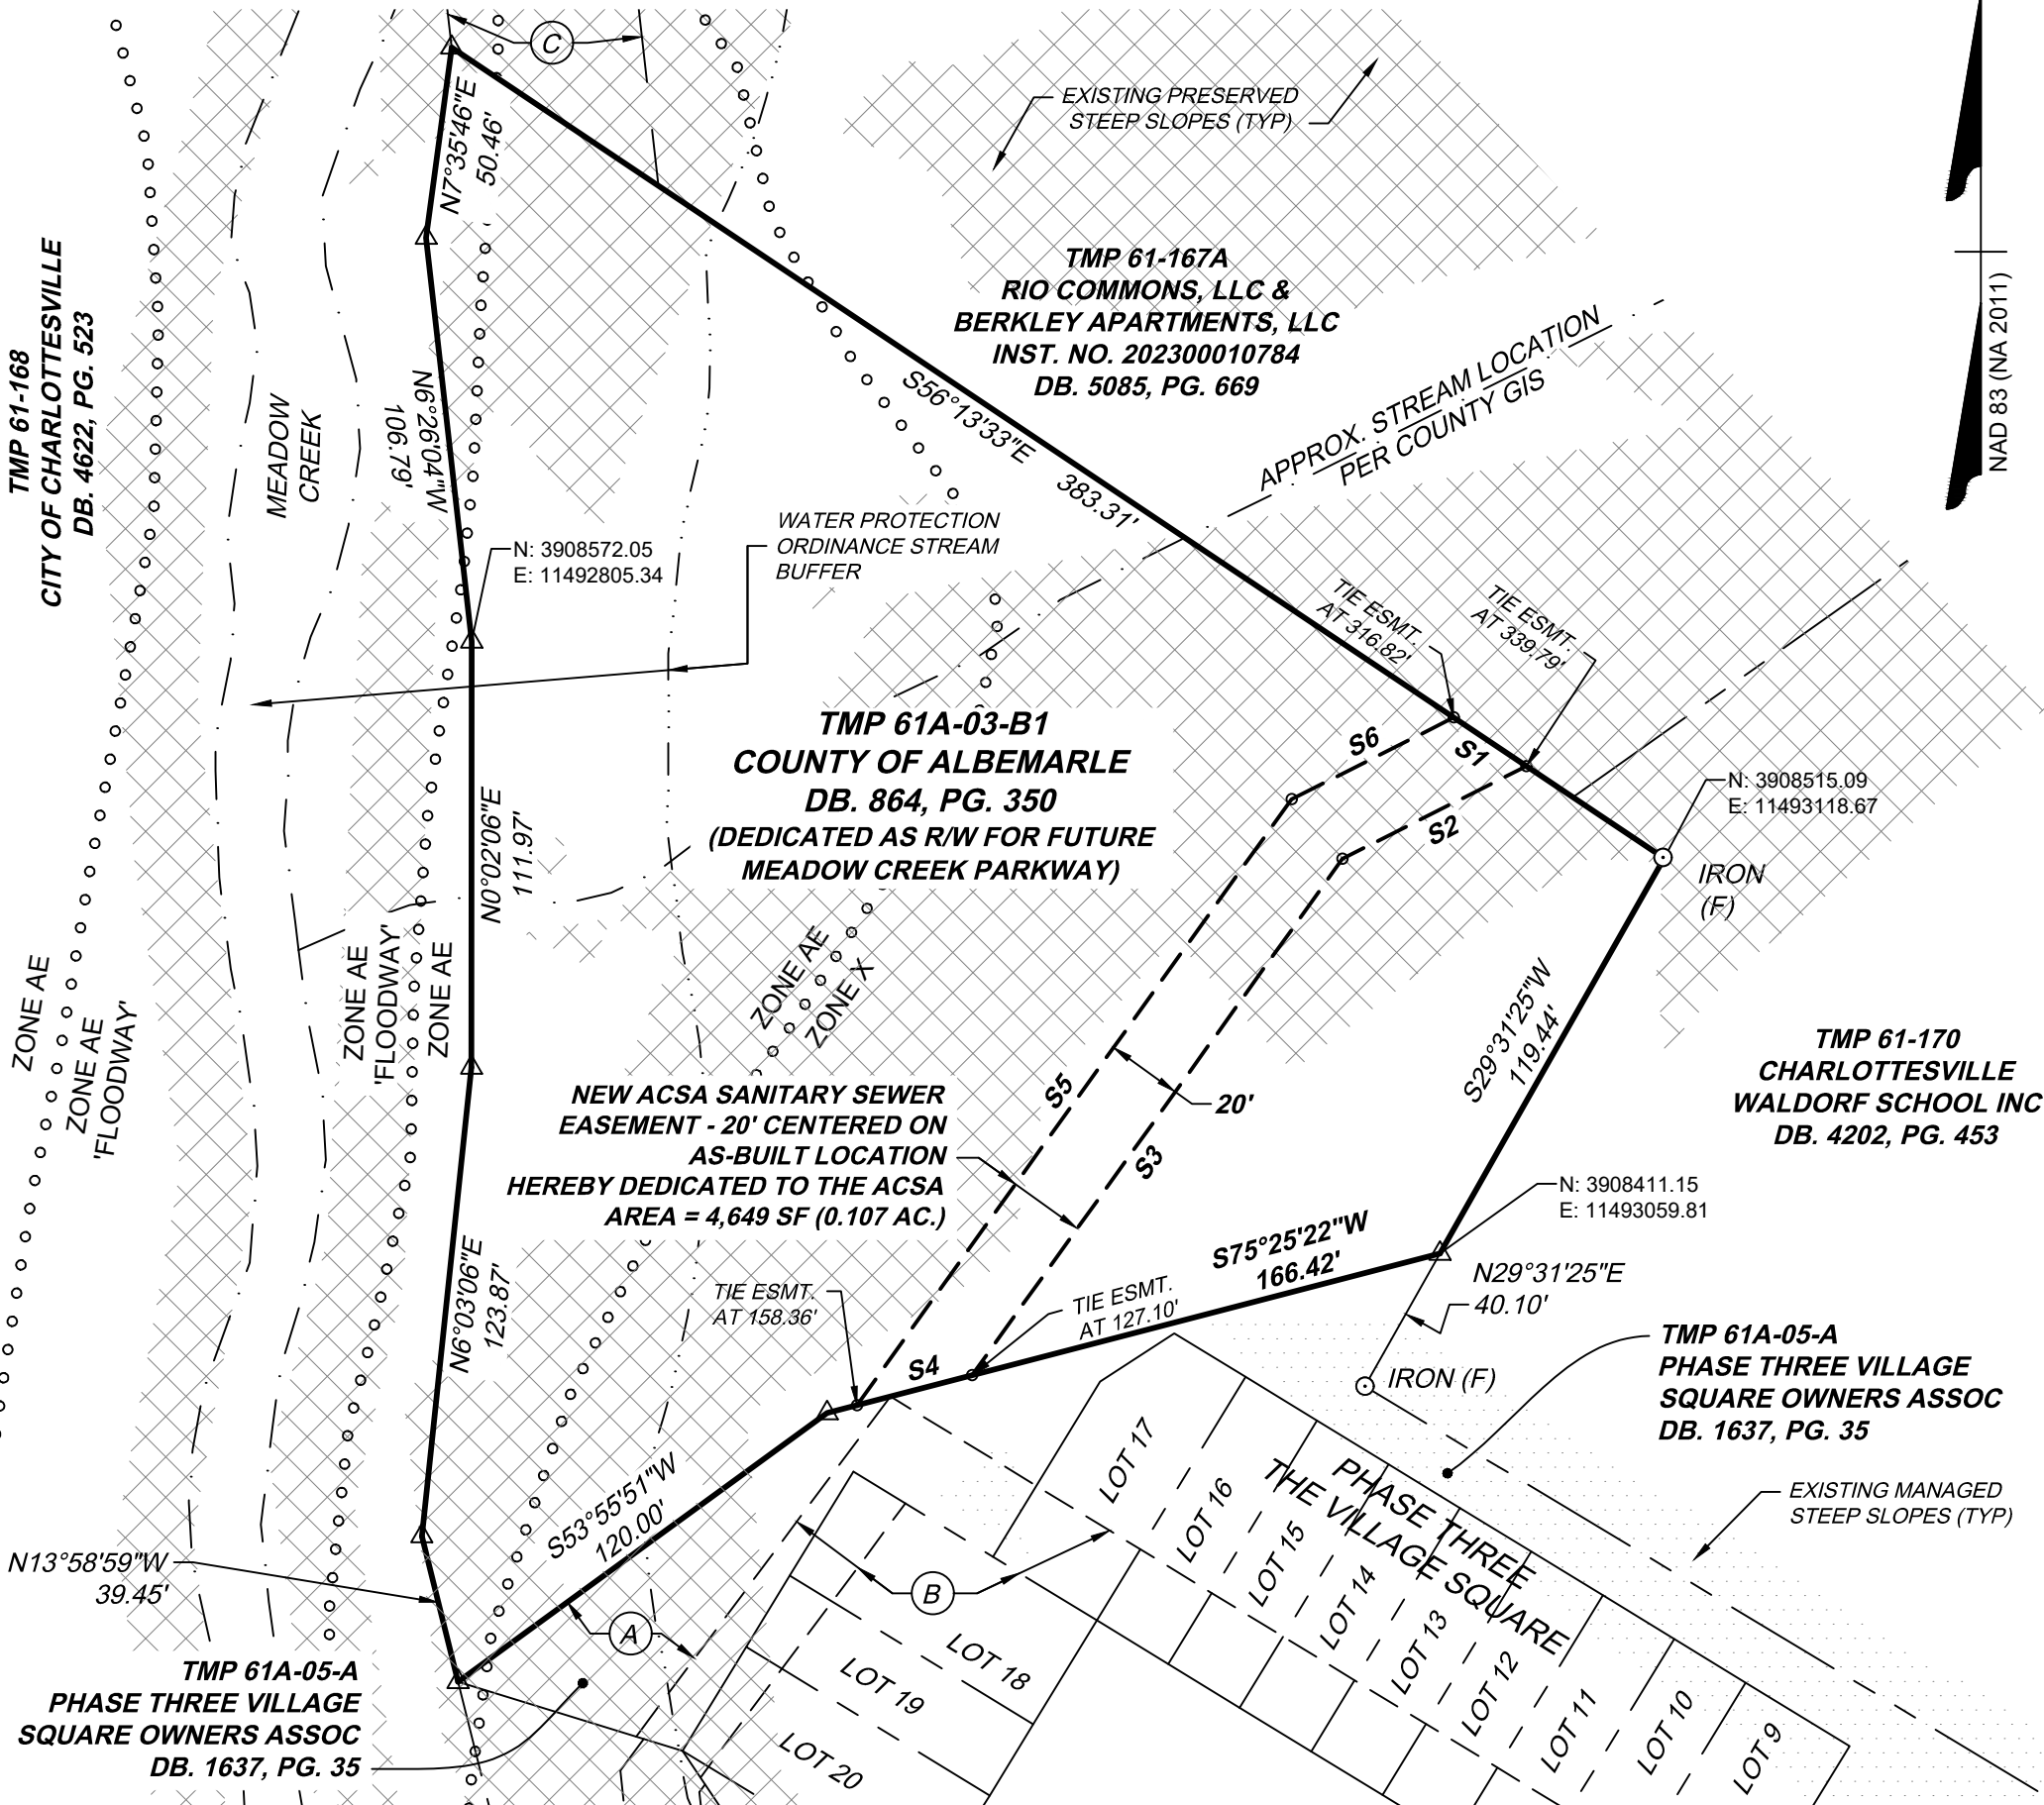 C
EXISTING PRESERVED
STEEP SLOPES (TYP)
N7°35'46"E
50.46'
TMP 61-168
CITY OF CHARLOTTESVILLE
DB. 4622, PG. 523
MEADOW
CREEK
N6°26'04"W
106.79'
TMP 61-167A
RIO COMMONS, LLC &
BERKLEY APARTMENTS, LLC
INST. NO. 202300010784
DB. 5085, PG. 669
NAD 83 (NA 2011)
S56°13'33"E
383.31'
APPROX. STREAM LOCATION
PER COUNTY GIS
N: 3908572.05
E: 11492805.34
WATER PROTECTION
ORDINANCE STREAM
BUFFER
TIE ESMT.
AT 316.82'
TIE ESMT.
AT 339.79'
TMP 61A-03-B1
COUNTY OF ALBEMARLE
DB. 864, PG. 350
(DEDICATED AS R/W FOR FUTURE
MEADOW CREEK PARKWAY)
S6
S1
S2
N: 3908515.09
E: 11493118.67
IRON
(F)
N0°02'06"E
111.97'
ZONE AE
ZONE AE
'FLOODWAY'
ZONE AE
'FLOODWAY'
ZONE AE
ZONE AE
ZONE X
S29°31'25"W
119.44'
TMP 61-170
CHARLOTTESVILLE
WALDORF SCHOOL INC
DB. 4202, PG. 453
NEW ACSA SANITARY SEWER
EASEMENT - 20' CENTERED ON
AS-BUILT LOCATION
HEREBY DEDICATED TO THE ACSA
AREA = 4,649 SF (0.107 AC.)
S5
20'
S3
N: 3908411.15
E: 11493059.81
S75°25'22"W
166.42'
N6°03'06"E
123.87'
TIE ESMT.
AT 158.36'
TIE ESMT.
AT 127.10'
S4
N29°31'25"E
40.10'
IRON (F)
TMP 61A-05-A
PHASE THREE VILLAGE
SQUARE OWNERS ASSOC
DB. 1637, PG. 35
EXISTING MANAGED
STEEP SLOPES (TYP)
S53°55'51"W
120.00'
N13°58'59"W
39.45'
A
B
PHASE THREE
THE VILLAGE SQUARE
LOT 17
LOT 16
LOT 15
LOT 14
LOT 13
LOT 12
LOT 11
LOT 10
LOT 9
LOT 18
LOT 19
LOT 20
TMP 61A-05-A
PHASE THREE VILLAGE
SQUARE OWNERS ASSOC
DB. 1637, PG. 35